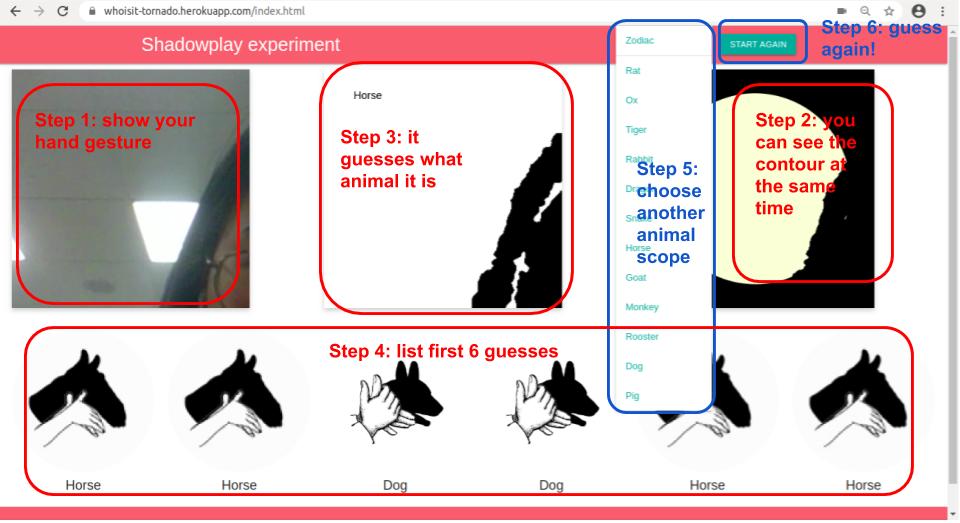 whoisit-tornado.herokuapp.com/index.html
Shadowplay experiment
START AGAIN
Step 6: guess
again!
Step 1: show your
hand gesture
Horse
Step 3: it
guesses what
animal it is
Zodiac
Rat
Ox
Tiger
Rabbit
Snake
Horse
Goat
Monkey
Rooster
Dog
Pig
Step 5:
choose
another
animal
scope
Step 2: you
can see the
contour at
the same
time
Step 4: list first 6 guesses
Horse
Horse
Dog
Dog
Horse
Horse